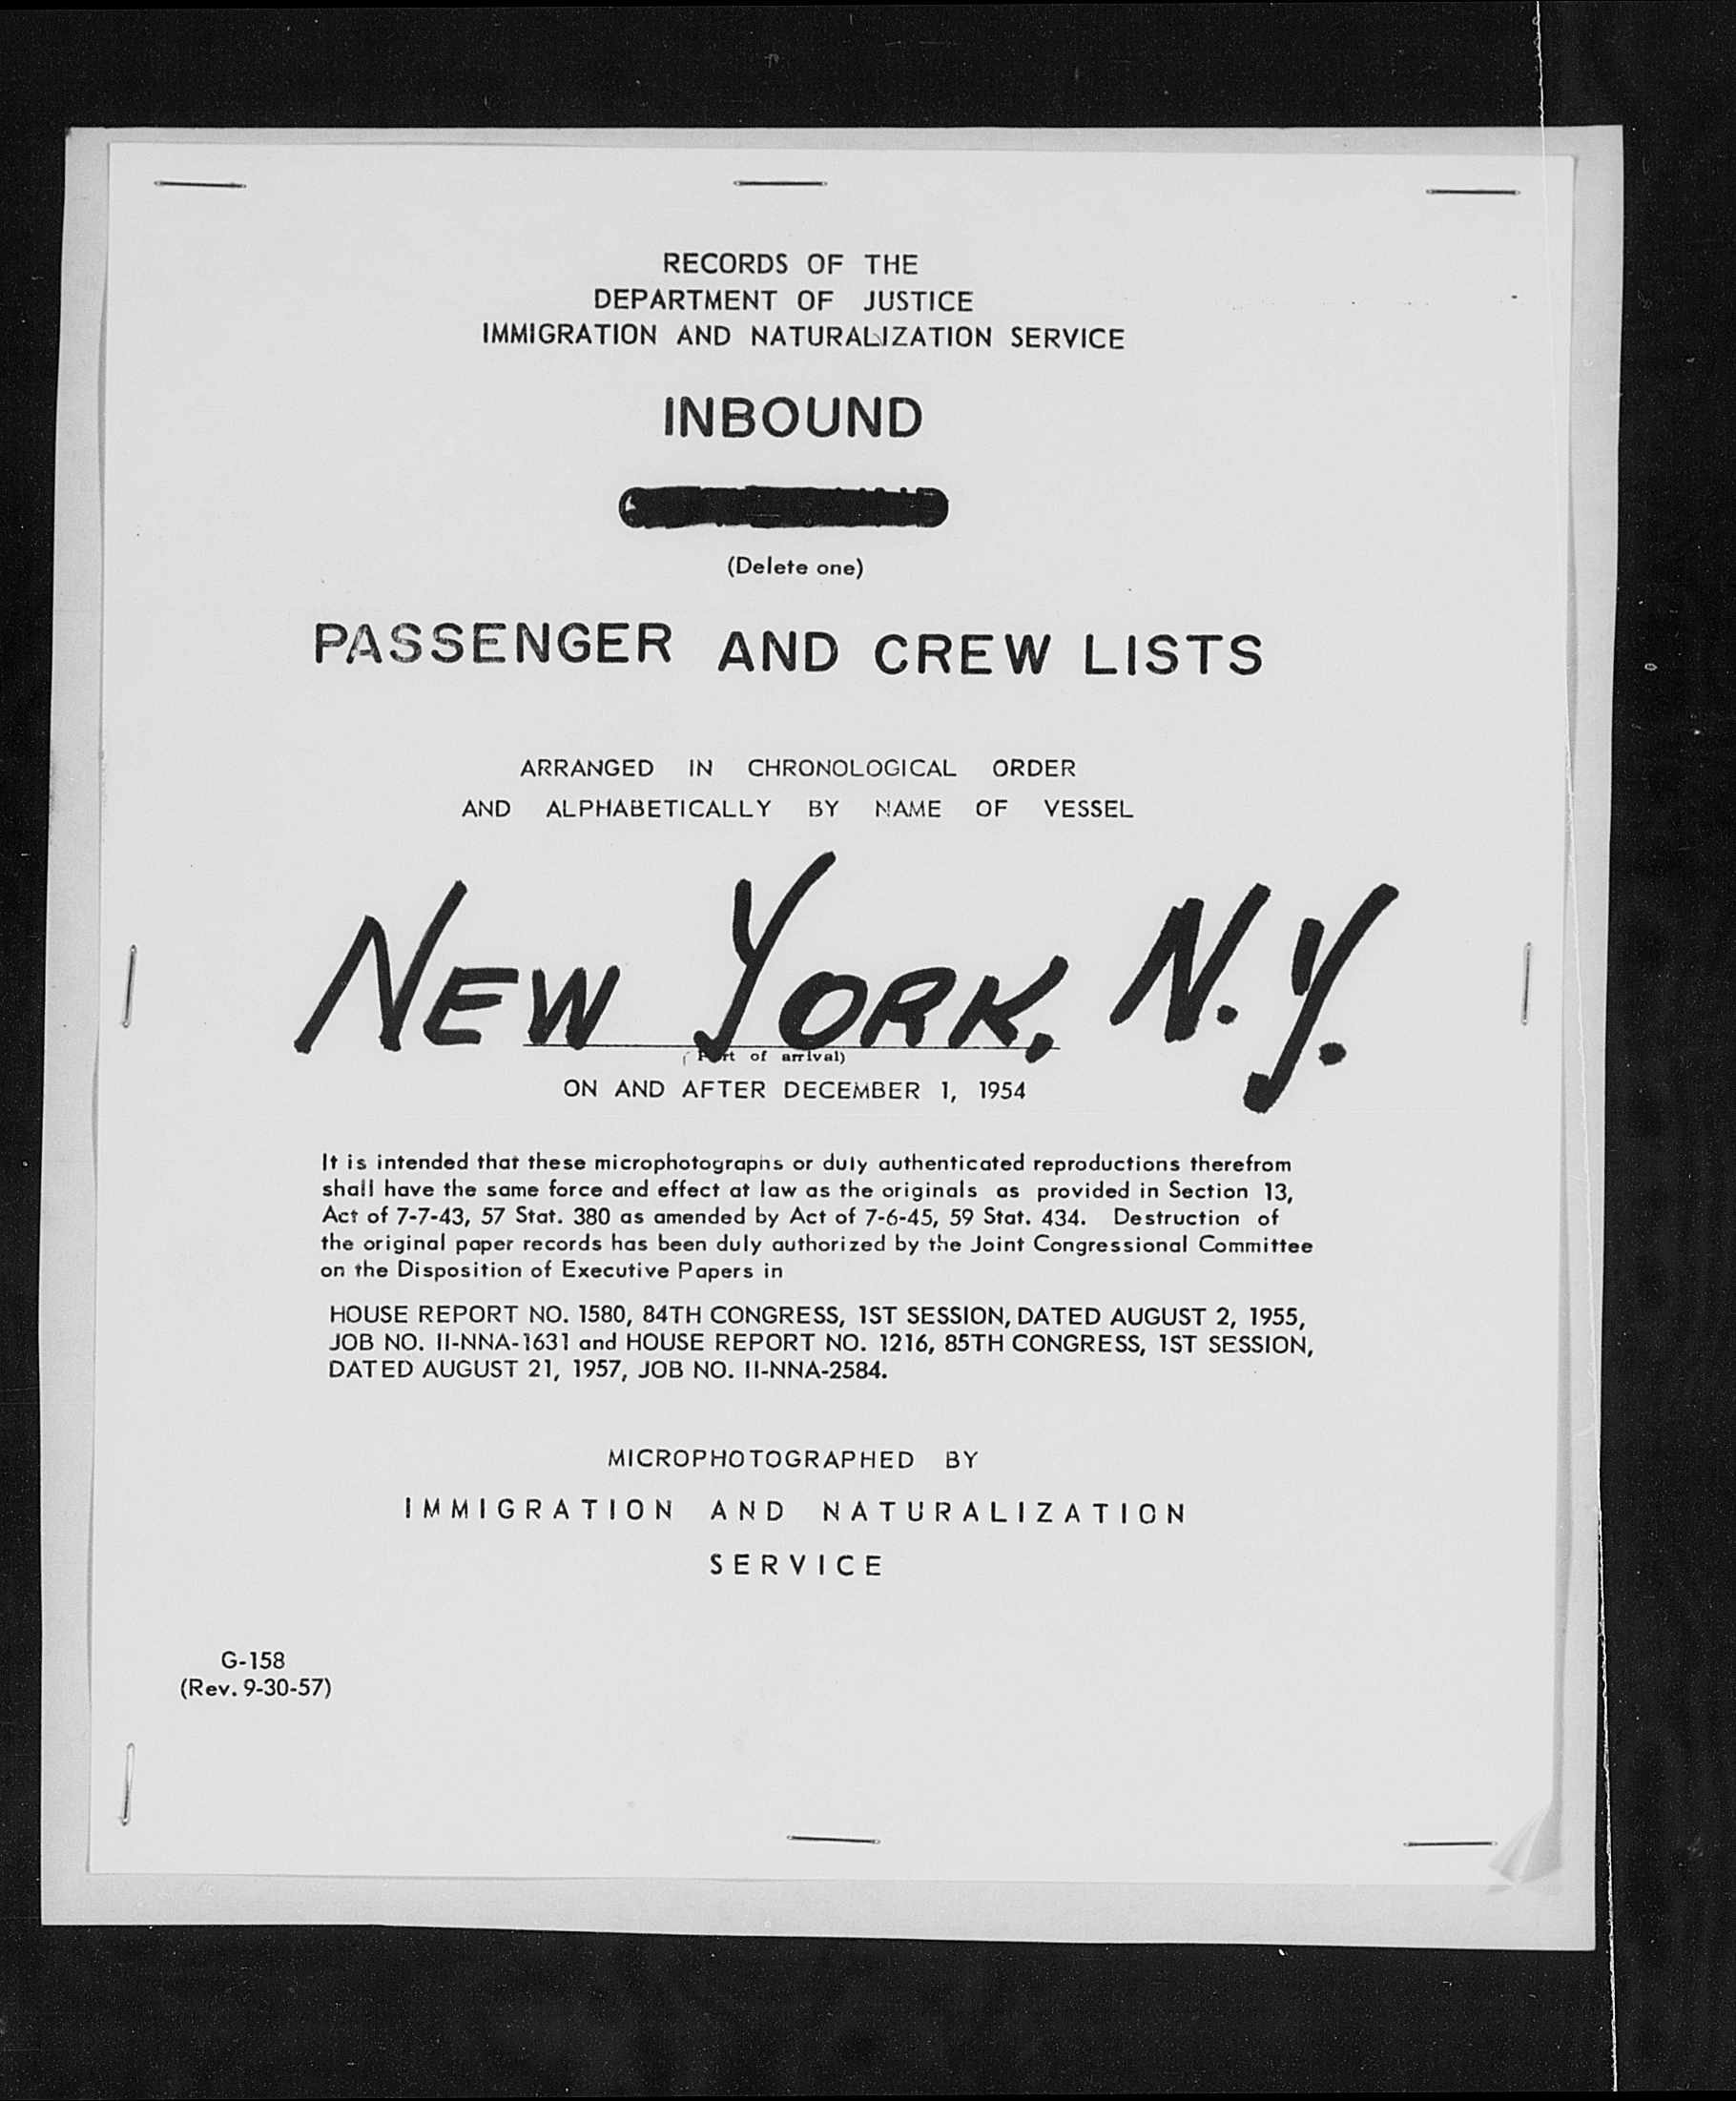 RECORDS OF THE
DEPARTMENT OF JUSTICE
IMMIGRATION AND NATURALIZATION SERVICE
INBOUND
(Delete one)
PASSENGER AND CREW LISTS
ARRANGED IN CHRONOLOGICAL ORDER
AND ALPHABETICALLY BY NAME OF VESSEL
NEW YORK, N.Y.
(Port of arrival)
ON AND AFTER DECEMBER 1, 1954
It is intended that these microphotographs or duly authenticated reproductions therefrom
shall have the same force and effect at law as the originals as provided in Section 13,
Act of 7-7-43, 57 Stat. 380 as amended by Act of 7-6-45, 59 Stat. 434. Destruction of
the original paper records has been duly authorized by the Joint Congressional Committee
on the Disposition of Executive Papers in
HOUSE REPORT NO. 1580, 84TH CONGRESS, 1ST SESSION, DATED AUGUST 2, 1955,
JOB NO. II-NNA-1631 and HOUSE REPORT NO. 1216, 85TH CONGRESS, 1ST SESSION,
DATED AUGUST 21, 1957, JOB NO. II-NNA-2584.
MICROPHOTOGRAPHED BY
IMMIGRATION AND NATURALIZATION
SERVICE
G-158
(Rev. 9-30-57)